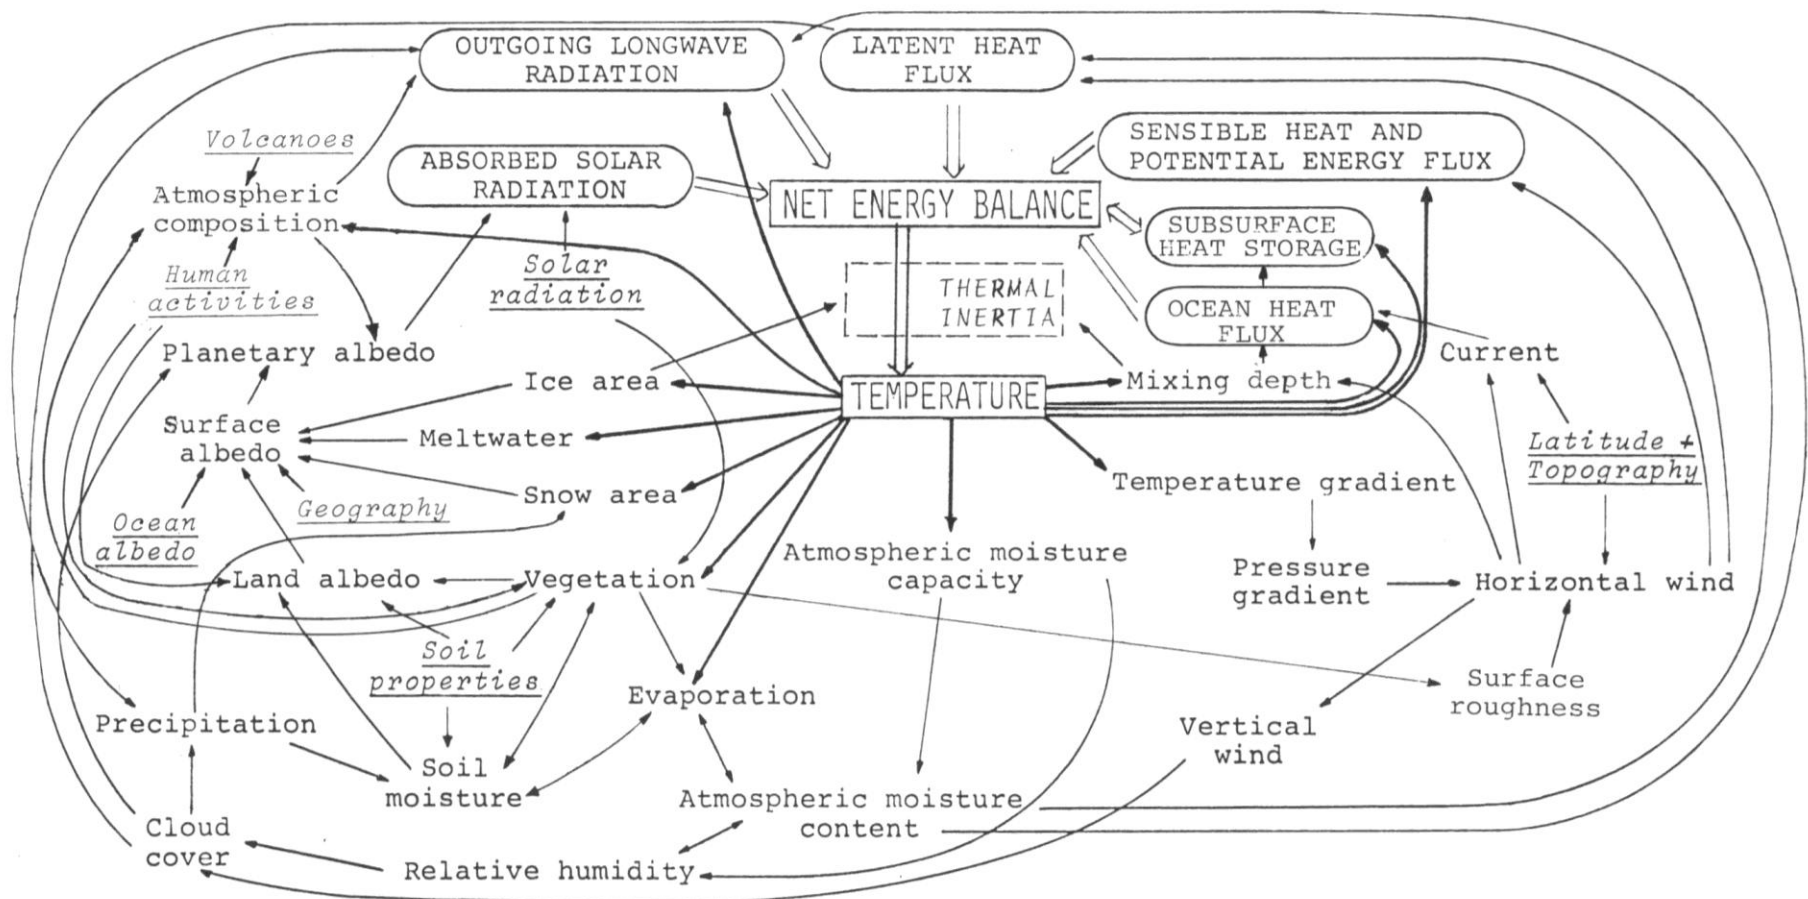 OUTGOING LONGWAVE
RADIATION
LATENT HEAT
FLUX
SENSIBLE HEAT AND
POTENTIAL ENERGY FLUX
Volcanoes
ABSORBED SOLAR
RADIATION
Atmospheric
composition
NET ENERGY BALANCE
SUBSURFACE
HEAT STORAGE
Human
activities
Solar
radiation
THERMAL
INERTIA
OCEAN HEAT
FLUX
Planetary albedo
Current
Ice area
TEMPERATURE
Mixing depth
Surface
albedo
Meltwater
Latitude +
Topography
Snow area
Geography
Temperature gradient
Ocean
albedo
Atmospheric moisture
capacity
Land albedo
Vegetation
Pressure
gradient
Horizontal wind
Soil
properties
Evaporation
Surface
roughness
Precipitation
Vertical
wind
Soil
moisture
Atmospheric moisture
content
Cloud
cover
Relative humidity